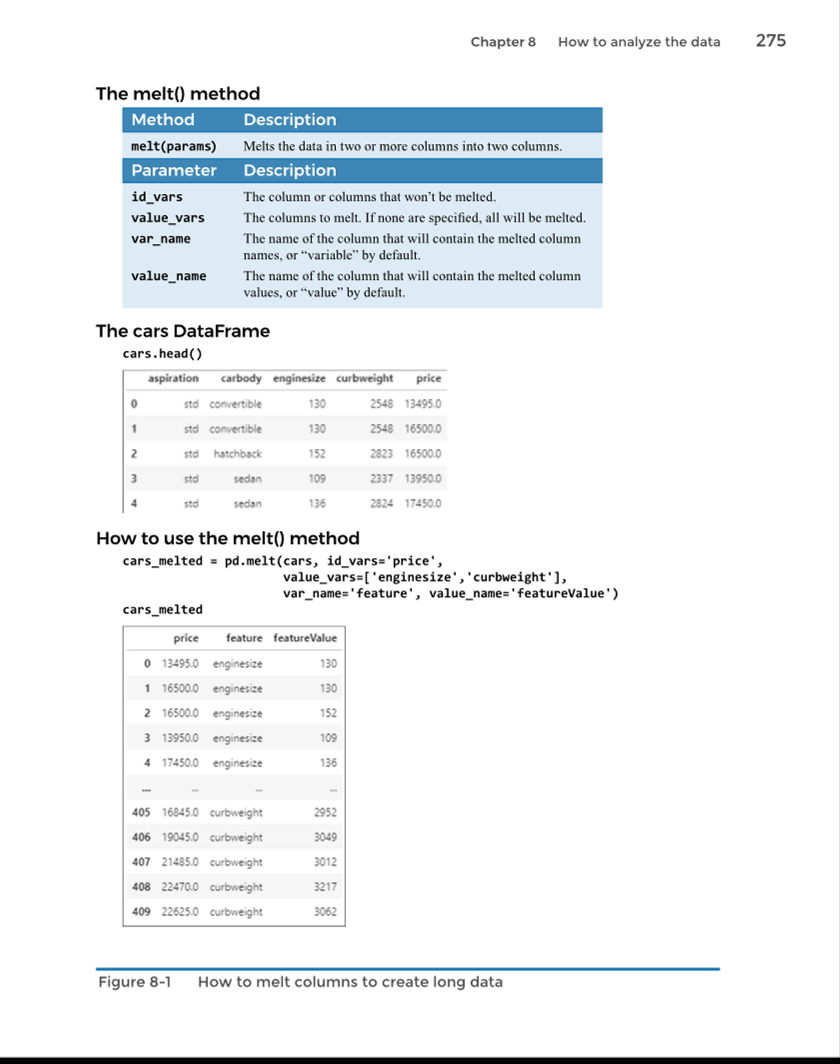 Chapter 8 How to analyze the data 275
The melt() method
Method Description
melt(params) Melts the data in two or more columns into two columns.
Parameter Description
id_vars The column or columns that won’t be melted.
value_vars The columns to melt. If none are specified, all will be melted.
var_name The name of the column that will contain the melted column
names, or “variable” by default.
value_name The name of the column that will contain the melted column
values, or “value” by default.
The cars DataFrame
cars.head()
aspiration carbody enginesize curbweight price
0 std convertible 130 2548 13495.0
1 std convertible 130 2548 16500.0
2 std hatchback 152 2823 16500.0
3 std sedan 109 2337 13950.0
4 std sedan 136 2824 17450.0
How to use the melt() method
cars_melted = pd.melt(cars, id_vars='price',
value_vars=['enginesize','curbweight'],
var_name='feature', value_name='featureValue')
cars_melted
price feature featureValue
0 13495.0 enginesize 130
1 16500.0 enginesize 130
2 16500.0 enginesize 152
3 13950.0 enginesize 109
4 17450.0 enginesize 136
... ... ... ...
405 16845.0 curbweight 2952
406 19045.0 curbweight 3049
407 21485.0 curbweight 3012
408 22470.0 curbweight 3217
409 22625.0 curbweight 3062
Figure 8-1 How to melt columns to create long data